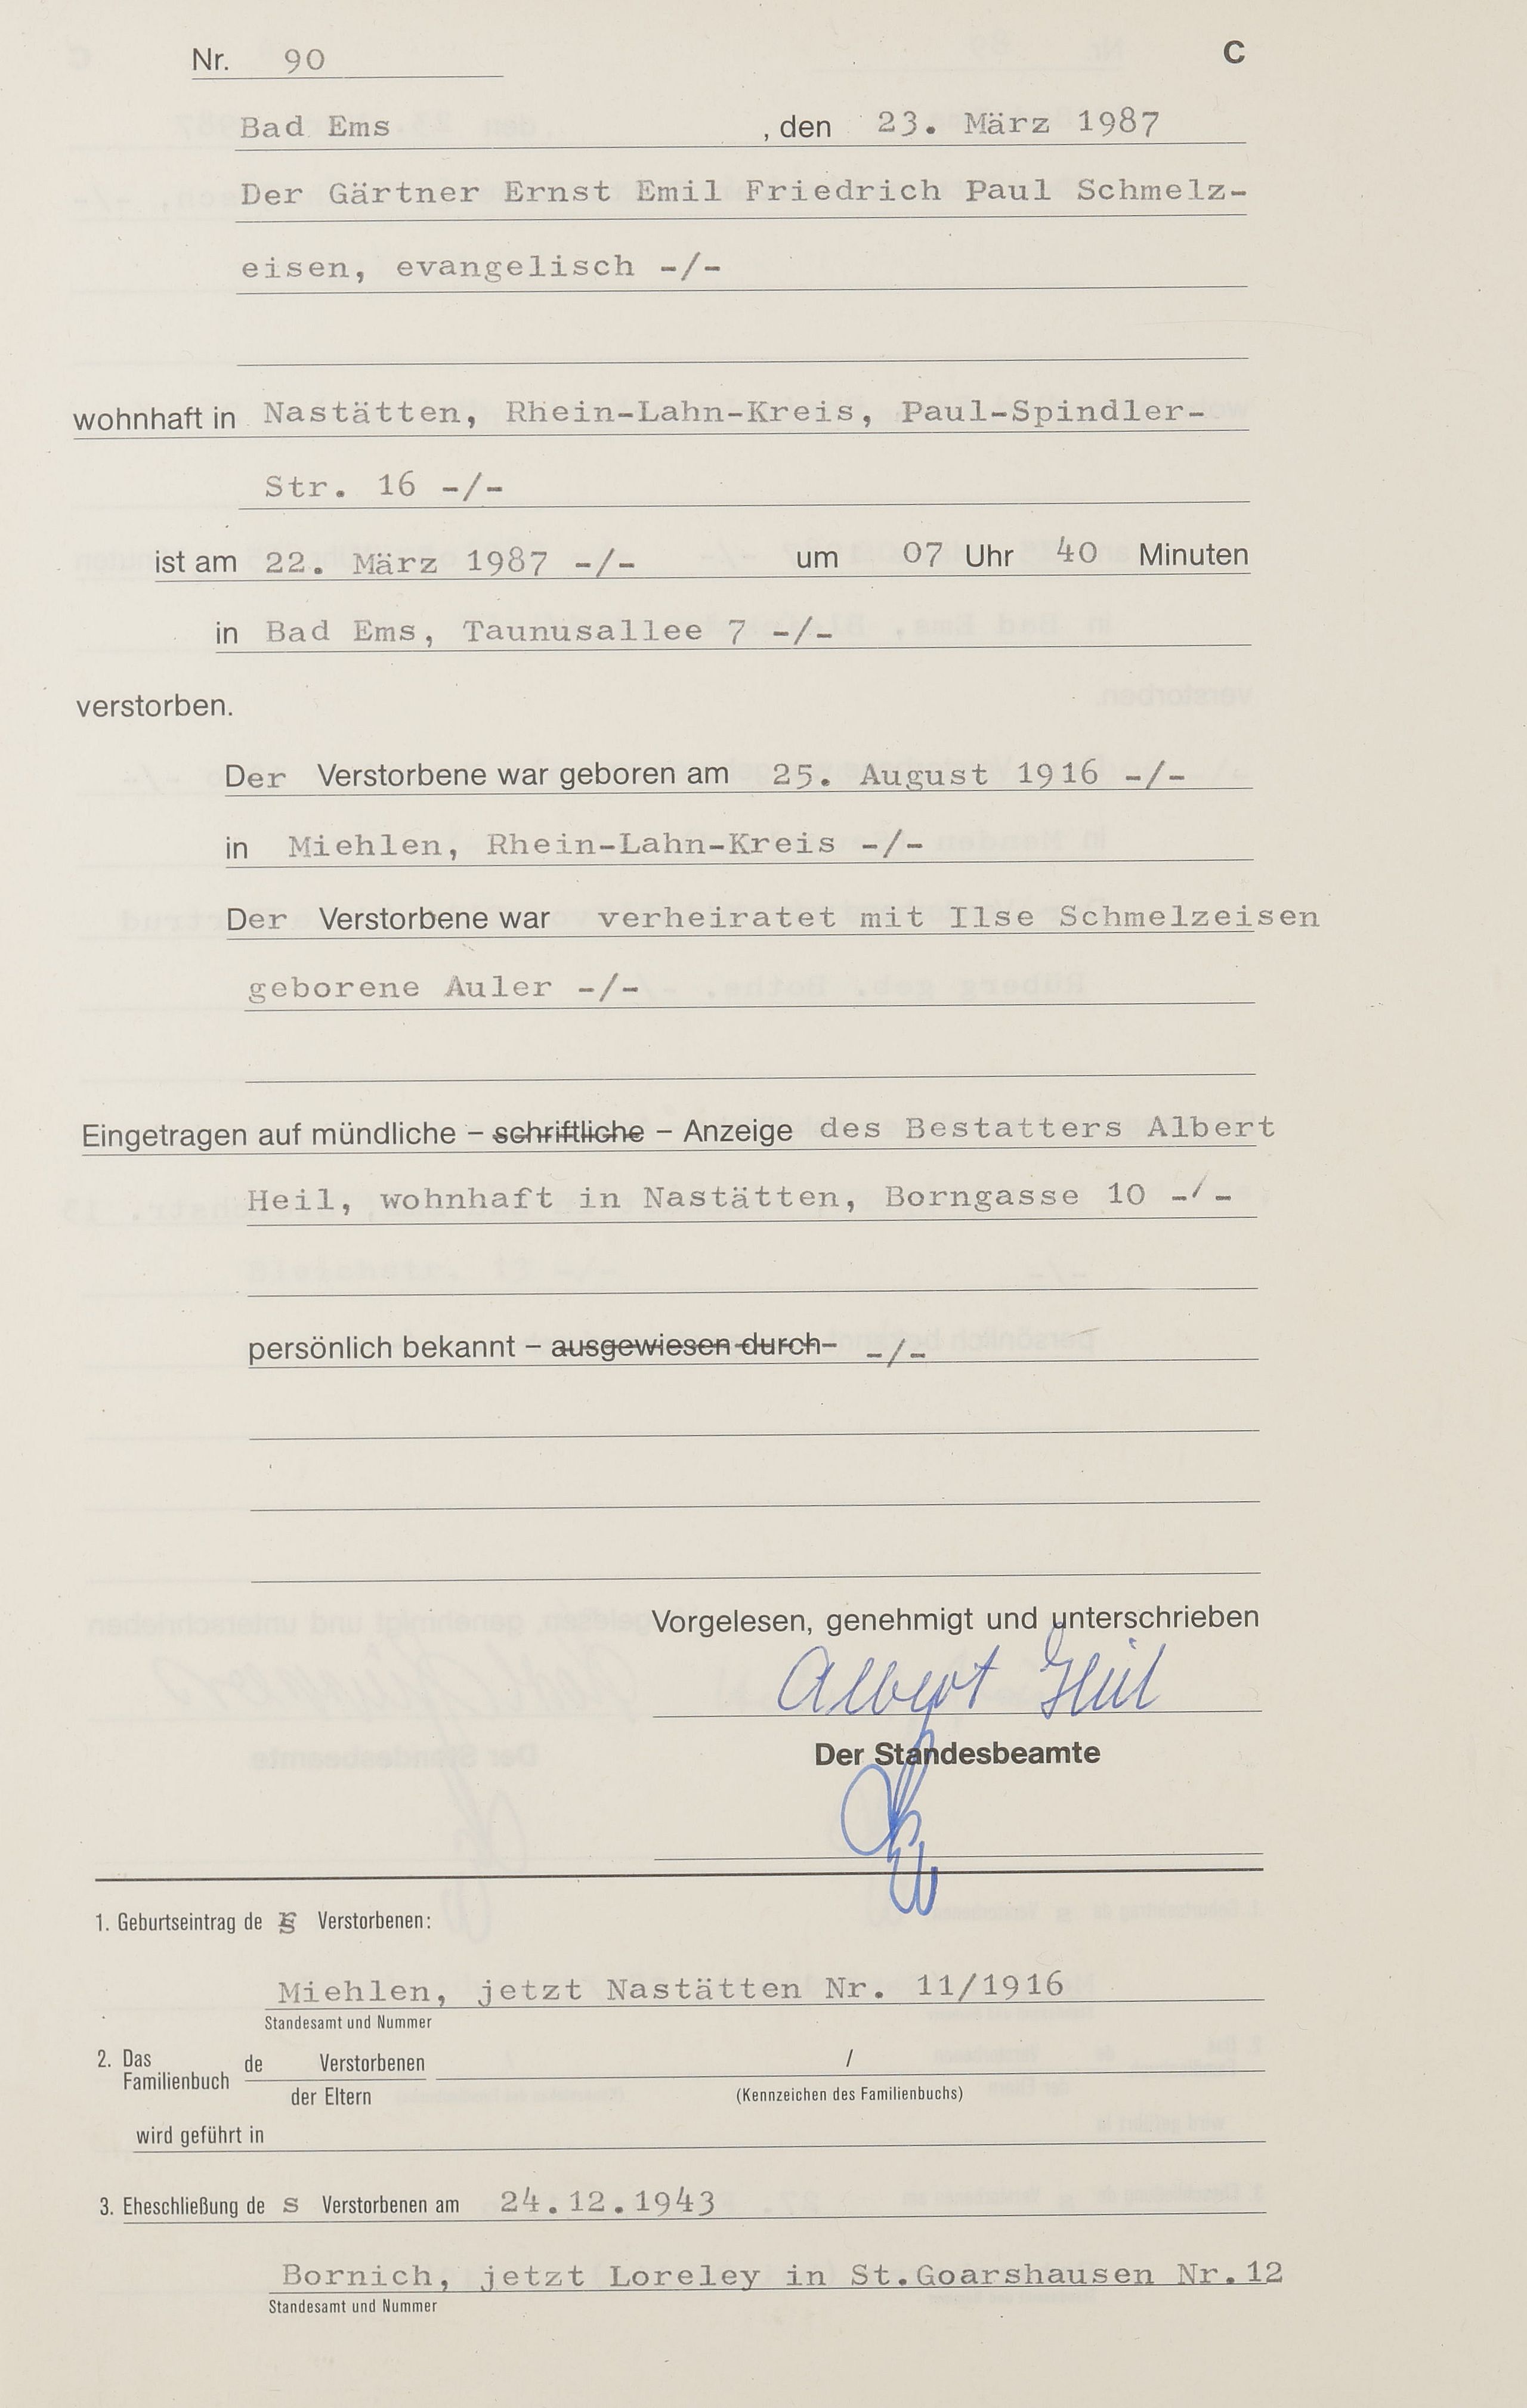 Nr. 90 C
Bad Ems , den 23. März 1987
Der Gärtner Ernst Emil Friedrich Paul Schmelz-
eisen, evangelisch -/-
wohnhaft in Nastätten, Rhein-Lahn-Kreis, Paul-Spindler-
Str. 16 -/-
ist am 22. März 1987 -/- um 07 Uhr 40 Minuten
in Bad Ems, Taunusallee 7 -/-
verstorben.
Der Verstorbene war geboren am 25. August 1916 -/-
in Miehlen, Rhein-Lahn-Kreis -/-
Der Verstorbene war verheiratet mit Ilse Schmelzeisen
geborene Auler -/-
Eingetragen auf mündliche – schriftliche – Anzeige des Bestatters Albert
Heil, wohnhaft in Nastätten, Borngasse 10 -/-
persönlich bekannt – ausgewiesen durch – -/-
Vorgelesen, genehmigt und unterschrieben
Albert Heil
Der Standesbeamte
1. Geburtseintrag de s Verstorbenen:
Miehlen, jetzt Nastätten Nr. 11/1916
Standesamt und Nummer
2. Das Familienbuch de Verstorbenen /
der Eltern (Kennzeichen des Familienbuchs)
wird geführt in
3. Eheschließung de s Verstorbenen am 24.12.1943
Bornich, jetzt Loreley in St.Goarshausen Nr.12
Standesamt und Nummer